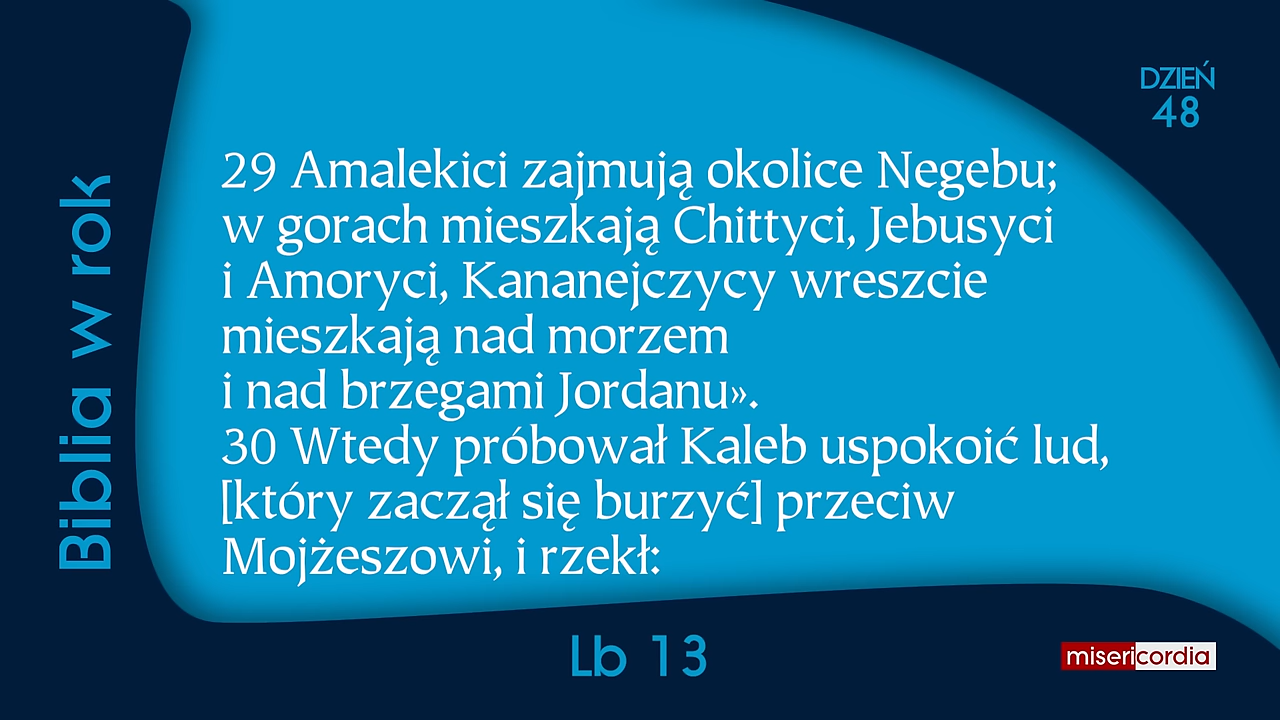 DZIEŃ
48
Biblia w rok
29 Amalekici zajmują okolice Negebu;
w gorach mieszkają Chittyci, Jebusyci
i Amoryci, Kananejczycy wreszcie
mieszkają nad morzem
i nad brzegami Jordanu».
30 Wtedy próbował Kaleb uspokoić lud,
[który zaczął się burzyć] przeciw
Mojżeszowi, i rzekł:
Lb 13
misericordia